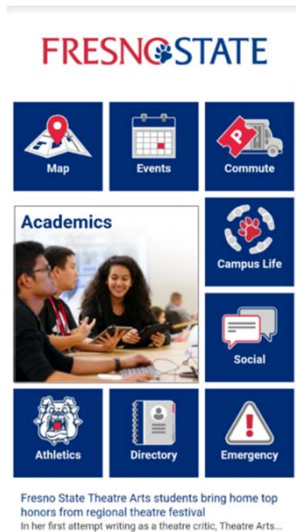 FRESNO STATE
Map
Events
Commute
Academics
Campus Life
Social
Athletics
Directory
Emergency
Fresno State Theatre Arts students bring home top
honors from regional theatre festival
In her first attempt writing as a theatre critic, Theatre Arts...